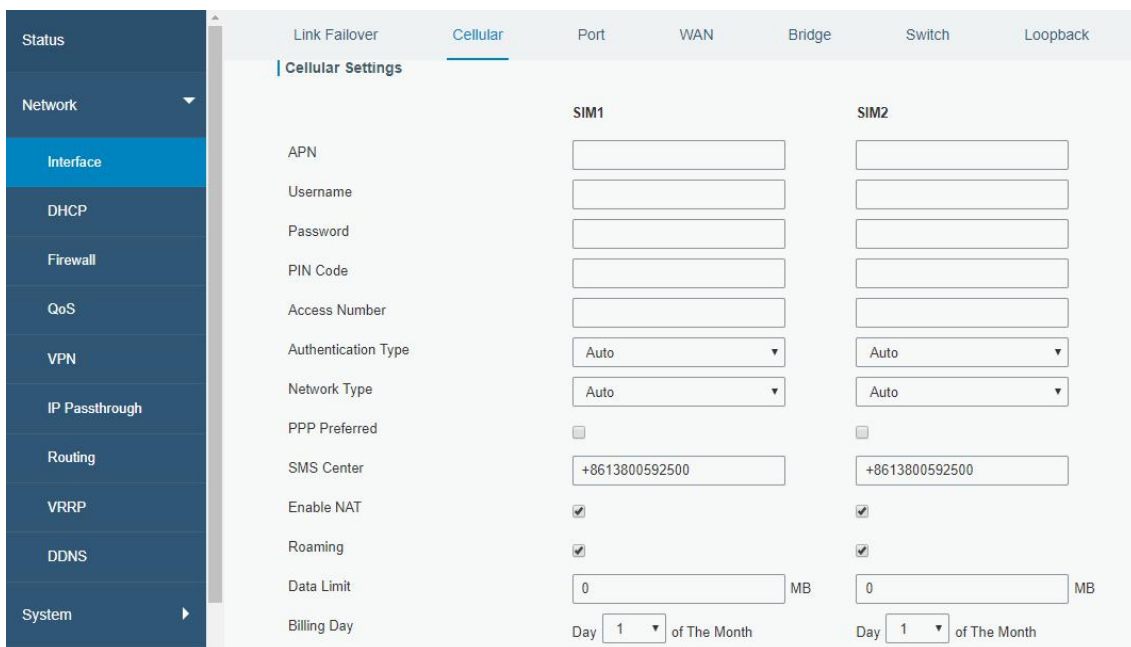 Status
Network
Interface
DHCP
Firewall
QoS
VPN
IP Passthrough
Routing
VRRP
DDNS
System
Link Failover Cellular Port WAN Bridge Switch Loopback
Cellular Settings
SIM1 SIM2
APN
Username
Password
PIN Code
Access Number
Authentication Type Auto Auto
Network Type Auto Auto
PPP Preferred
SMS Center +8613800592500 +8613800592500
Enable NAT
Roaming
Data Limit 0 MB 0 MB
Billing Day Day 1 of The Month Day 1 of The Month